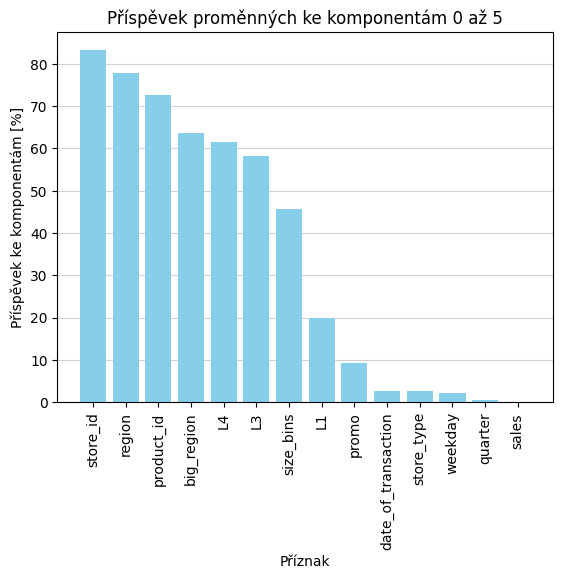 Příspěvek proměnných ke komponentám 0 až 5
Příspěvek ke komponentám [%]
80
70
60
50
40
30
20
10
0
store_id
region
product_id
big_region
L4
L3
size_bins
L1
promo
date_of_transaction
store_type
weekday
quarter
sales
Příznak